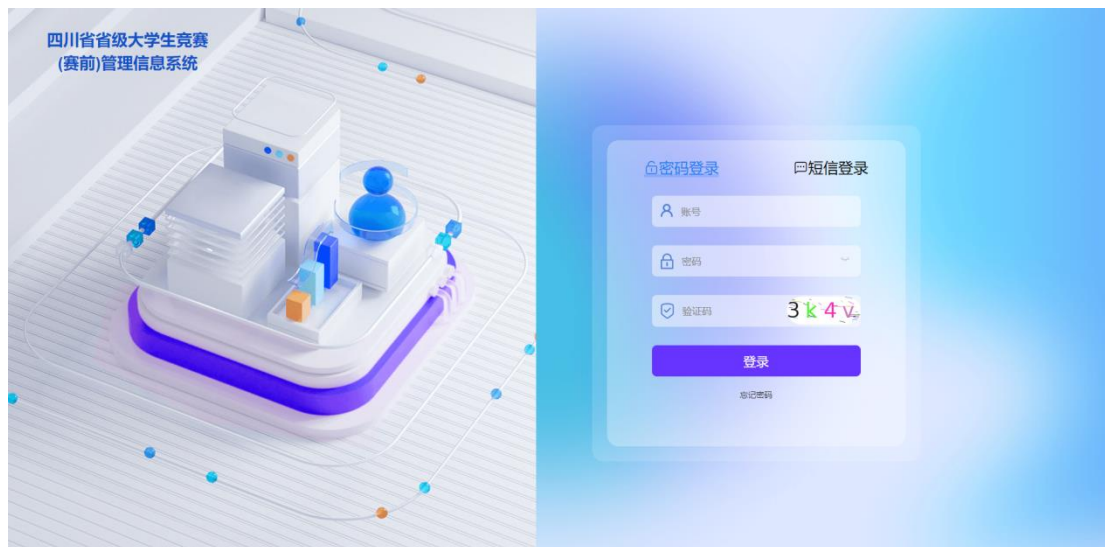 四川省省级大学生竞赛
(赛前)管理信息系统
密码登录 短信登录
账号
密码
验证码 3k4v
登录
忘记密码